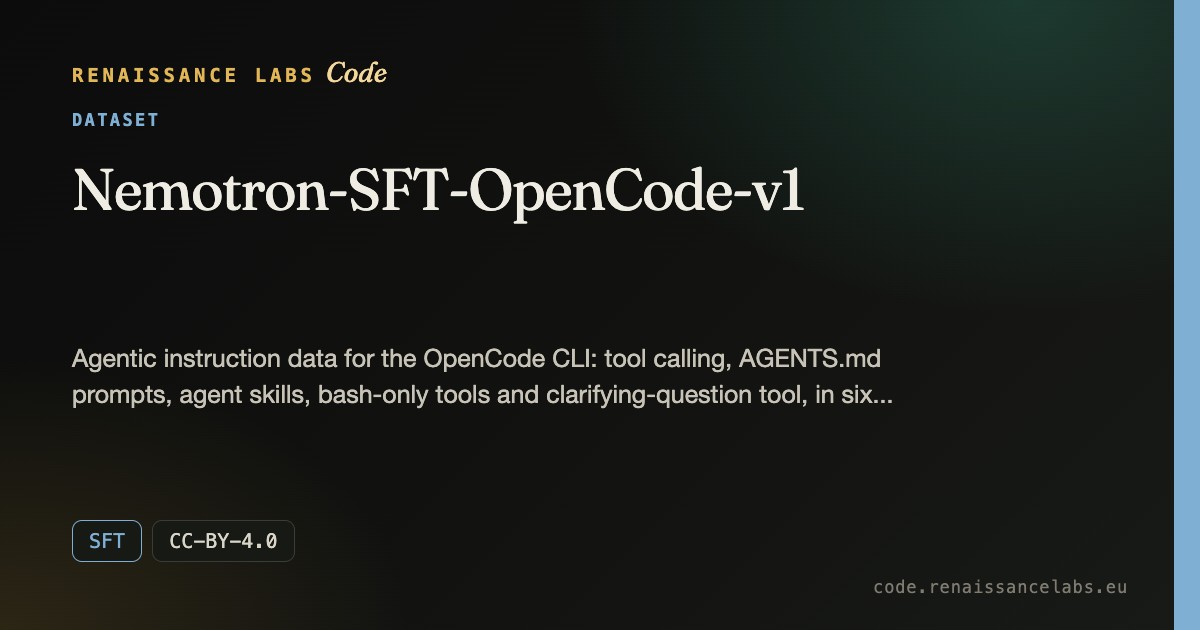 RENAISSANCE LABS Code
DATASET
Nemotron-SFT-OpenCode-v1
Agentic instruction data for the OpenCode CLI: tool calling, AGENTS.md
prompts, agent skills, bash-only tools and clarifying-question tool, in six...
SFT CC-BY-4.0
code.renaissancelabs.eu